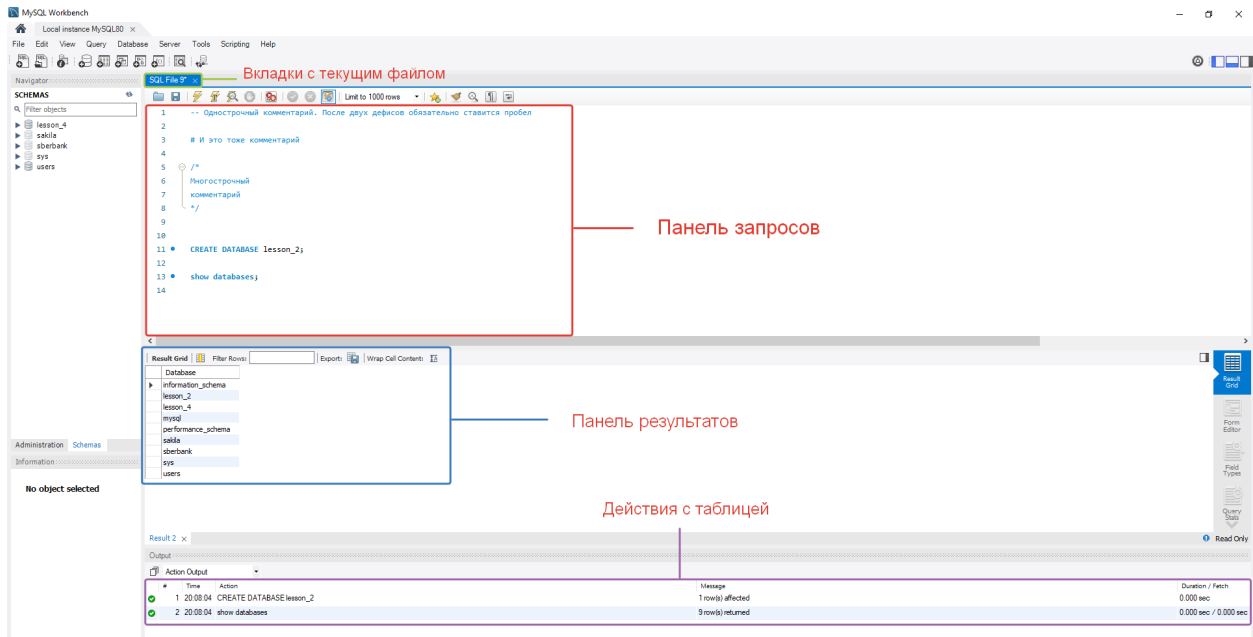 MySQL Workbench
Local instance MySQL80 ×
File Edit View Query Database Server Tools Scripting Help
Navigator
SQL File 9* ×
Вкладки с текущим файлом
SCHEMAS
Filter objects
lesson_4
sakila
sberbank
sys
users
Limit to 1000 rows
1 -- Однострочный комментарий. После двух дефисов обязательно ставится пробел
2
3 # И это тоже комментарий
4
5 /*
6 Многострочный
7 комментарий
8 */
9
10
11 CREATE DATABASE lesson_2;
12
13 show databases;
14
Панель запросов
Result Grid Filter Rows: Export: Wrap Cell Content:
Database
information_schema
lesson_2
lesson_4
mysql
performance_schema
sakila
sberbank
sys
users
Панель результатов
Result Grid
Form Editor
Field Types
Query Stats
Administration Schemas
Information
No object selected
Действия с таблицей
Result 2 ×
Read Only
Output
Action Output
# Time Action Message Duration / Fetch
1 20:08:04 CREATE DATABASE lesson_2 1 row(s) affected 0.000 sec
2 20:08:04 show databases 9 row(s) returned 0.000 sec / 0.000 sec